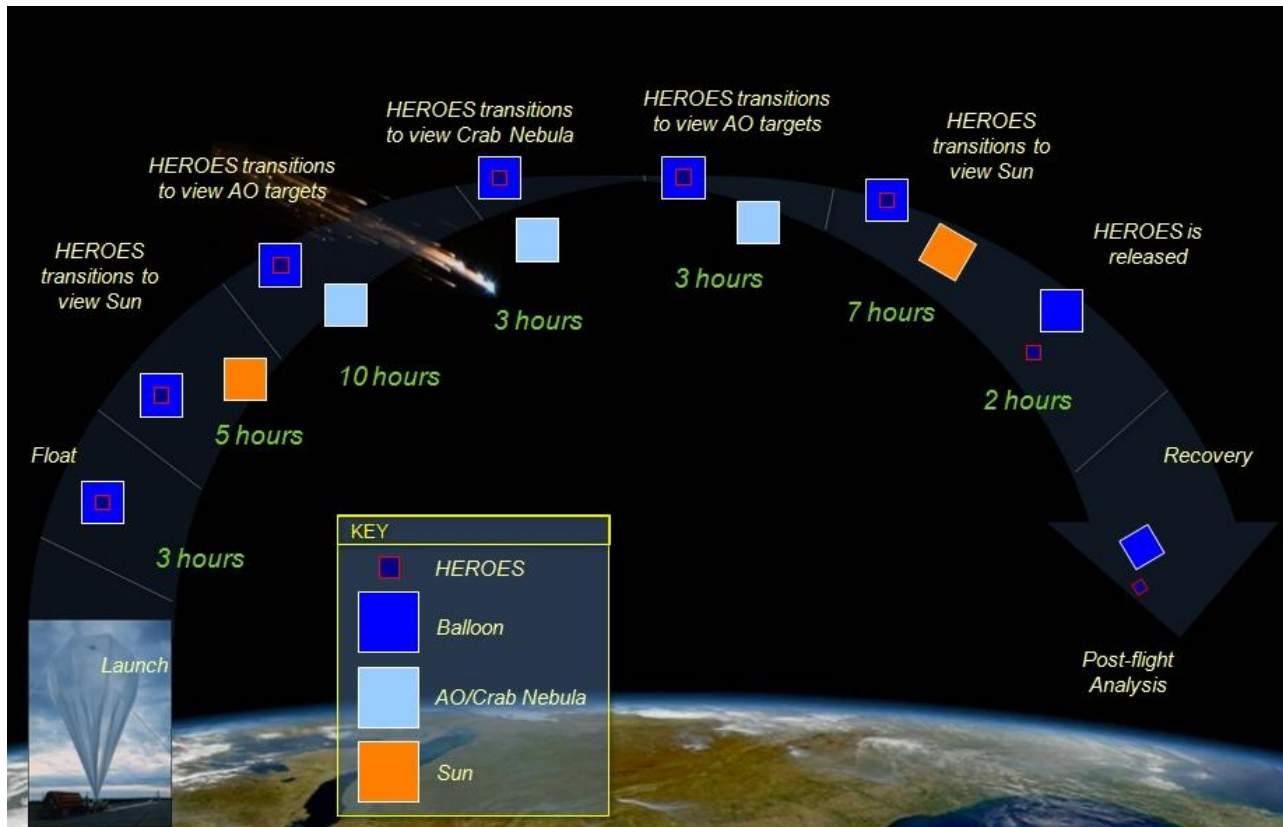 Launch
Float
3 hours
HEROES
transitions to
view Sun
5 hours
HEROES transitions
to view AO targets
10 hours
HEROES transitions
to view Crab Nebula
3 hours
HEROES transitions
to view AO targets
3 hours
HEROES
transitions to
view Sun
7 hours
HEROES is
released
2 hours
Recovery
Post-flight
Analysis
KEY
HEROES
Balloon
AO/Crab Nebula
Sun